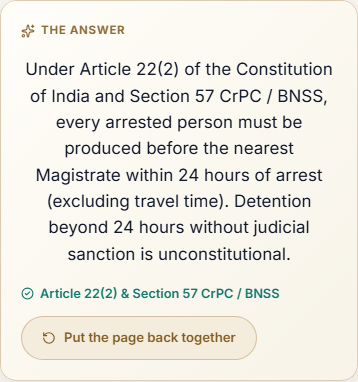 THE ANSWER
Under Article 22(2) of the Constitution
of India and Section 57 CrPC / BNSS,
every arrested person must be
produced before the nearest
Magistrate within 24 hours of arrest
(excluding travel time). Detention
beyond 24 hours without judicial
sanction is unconstitutional.
Article 22(2) & Section 57 CrPC / BNSS
Put the page back together